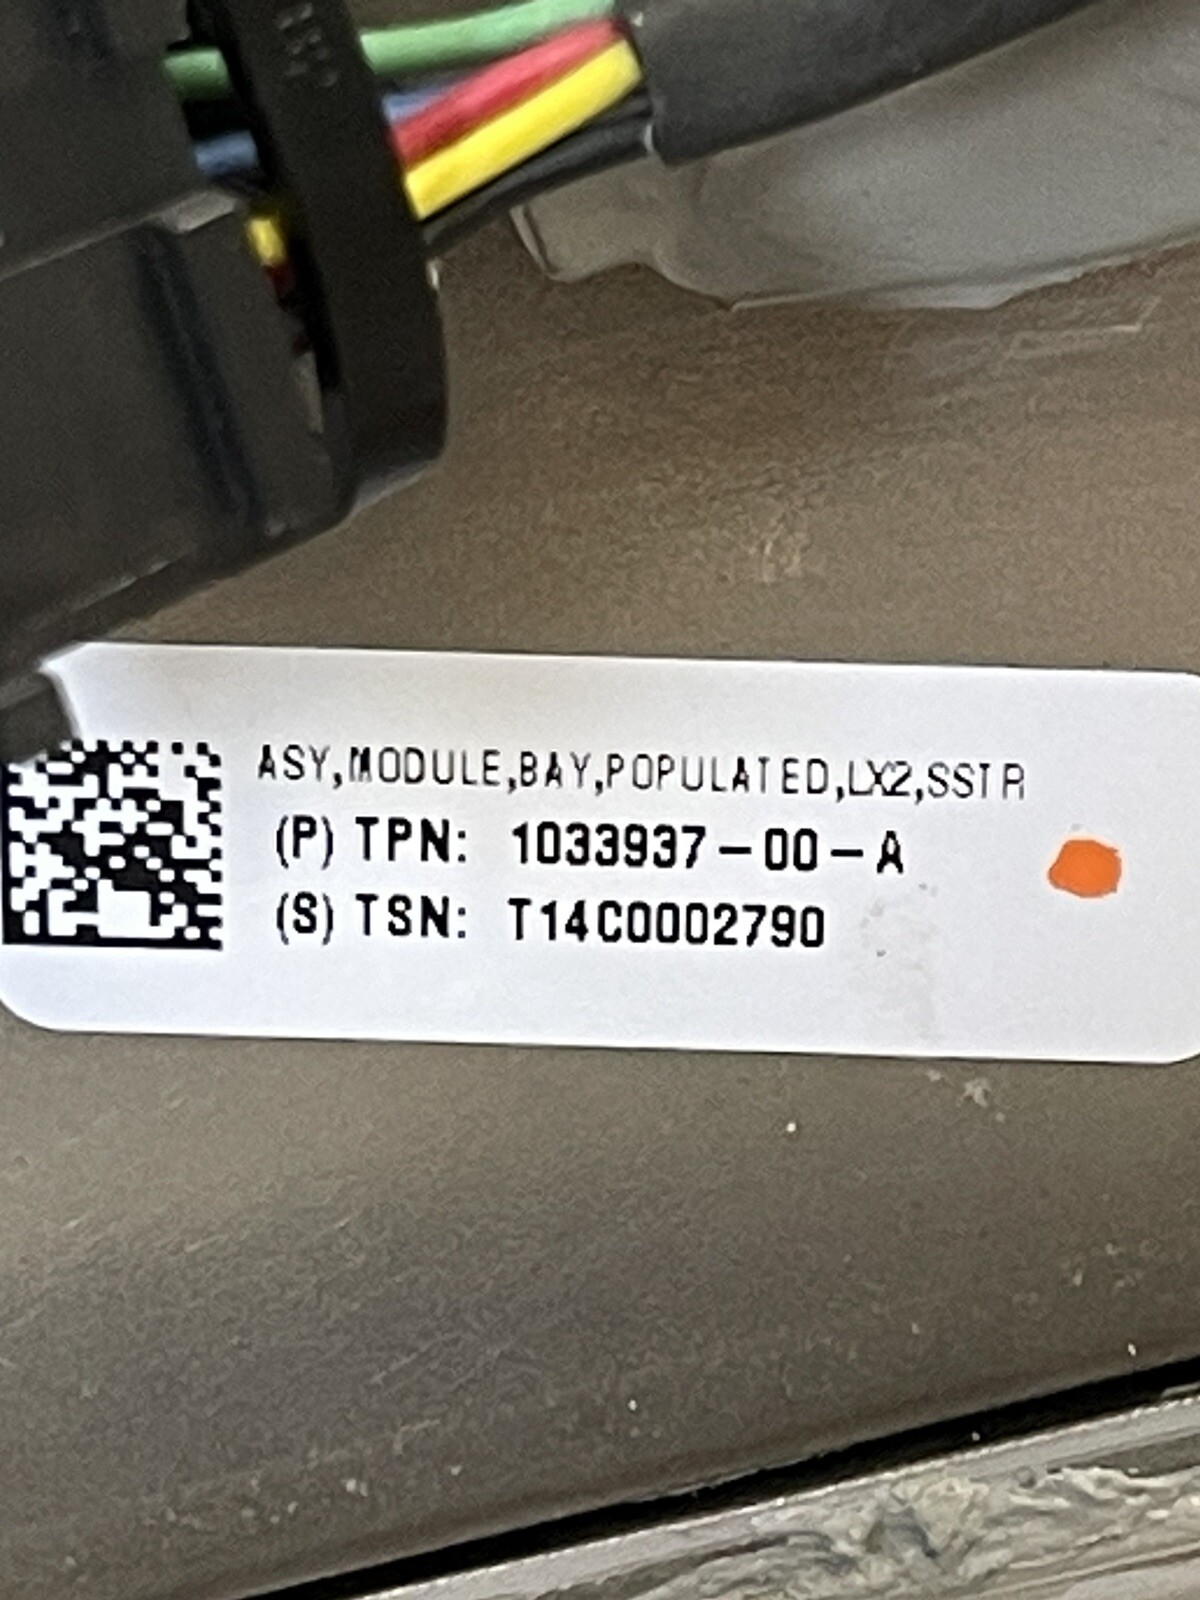 ASY,MODULE,BAY,POPULATED,LX2,SSTR
(P) TPN: 1033937-00-A
(S) TSN: T14C0002790